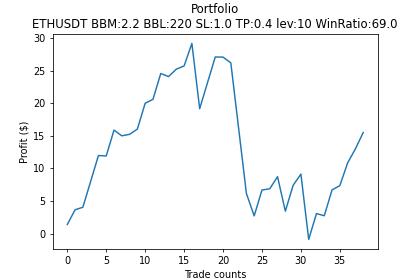 Portfolio
ETHUSDT BBM:2.2 BBL:220 SL:1.0 TP:0.4 lev:10 WinRatio:69.0
30
25
20
15
10
5
0
Profit ($)
0 5 10 15 20 25 30 35
Trade counts